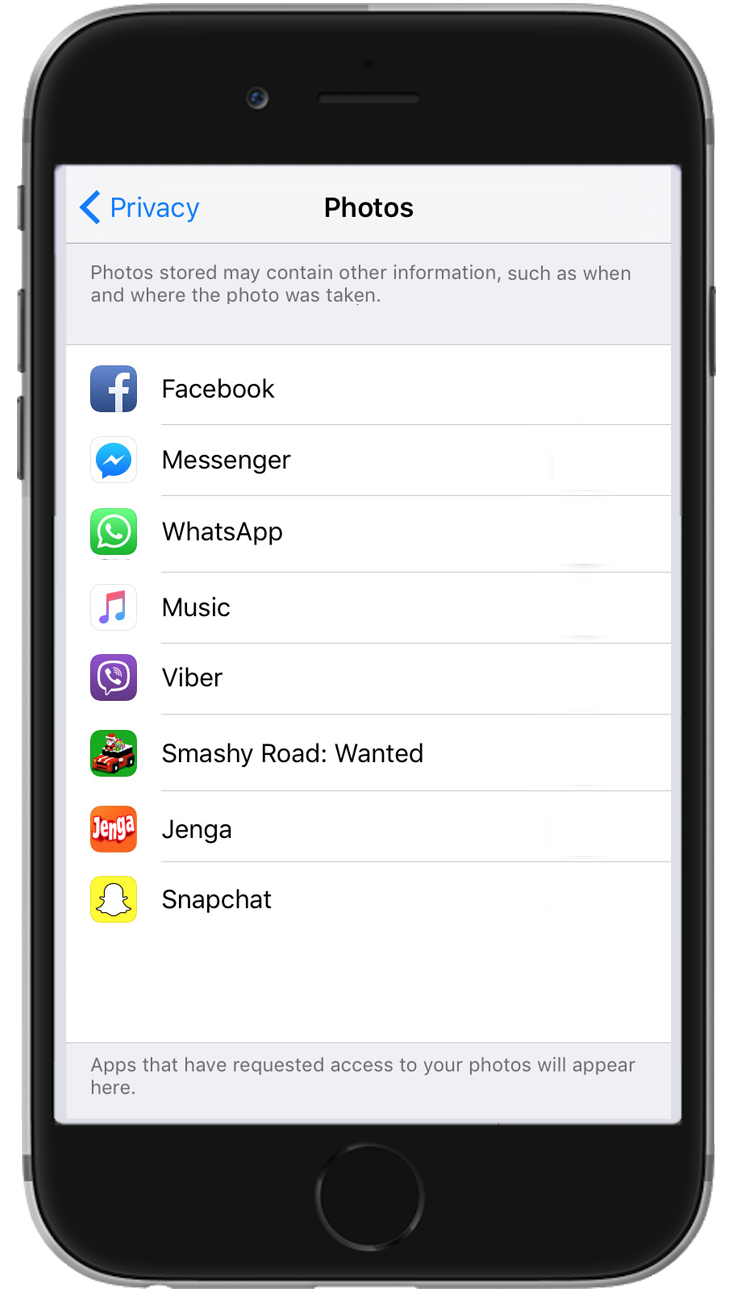 Privacy
Photos
Photos stored may contain other information, such as when
and where the photo was taken.
Facebook
Messenger
WhatsApp
Music
Viber
Smashy Road: Wanted
Jenga
Jenga
Snapchat
Apps that have requested access to your photos will appear
here.